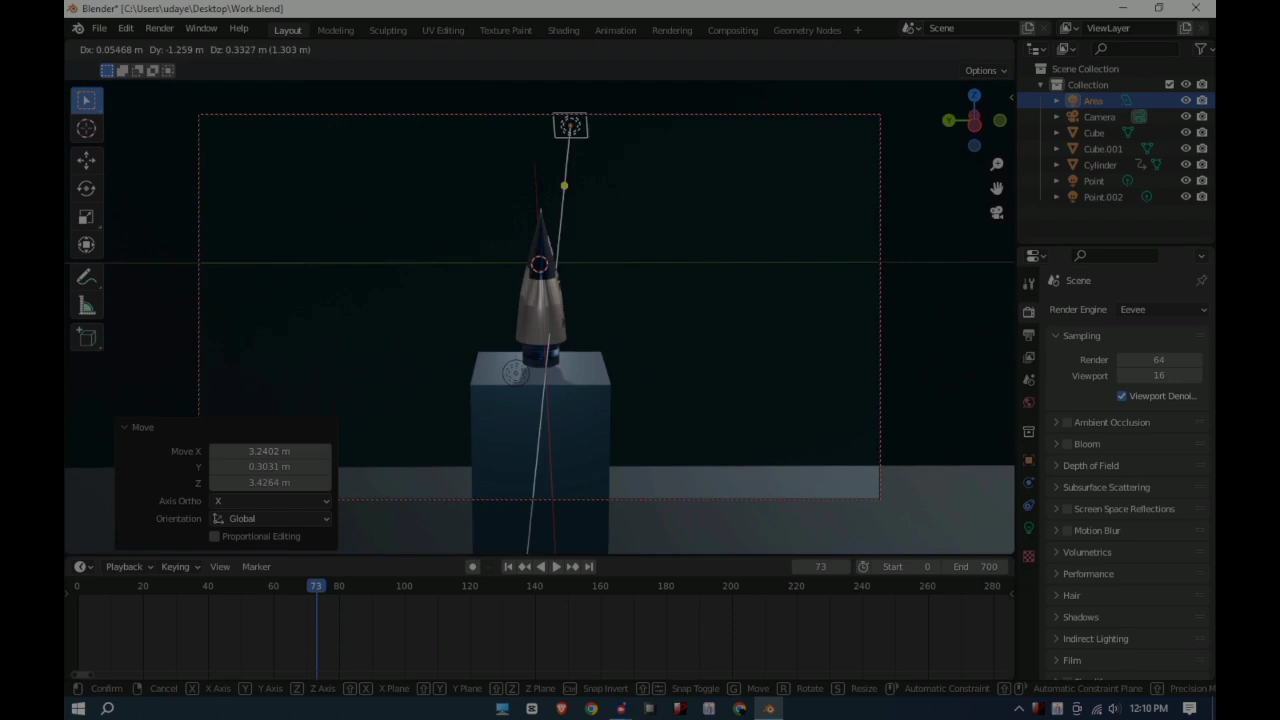 Blender* [C:\Users\udaye\Desktop\Work.blend]
File Edit Render Window Help Layout Modeling Sculpting UV Editing Texture Paint Shading Animation Rendering Compositing Geometry Nodes + Scene ViewLayer
Dx: 0.05468 m Dy: -1.259 m Dz: 0.3327 m (1.303 m)
Options
Scene Collection
Collection
Area
Camera
Cube
Cube.001
Cylinder
Point
Point.002
Z
Y
Scene
Render Engine Eevee
Sampling
Render 64
Viewport 16
Viewport Denoi...
Ambient Occlusion
Bloom
Depth of Field
Subsurface Scattering
Screen Space Reflections
Motion Blur
Volumetrics
Performance
Hair
Shadows
Indirect Lighting
Film
Move
Move X 3.2402 m
Y 0.3031 m
Z 3.4264 m
Axis Ortho X
Orientation Global
Proportional Editing
Playback Keying View Marker 73 Start 0 End 700
0 20 40 60 73 80 100 120 140 160 180 200 220 240 260 280
Confirm Cancel X X Axis Y Y Axis Z Z Axis X X Plane Y Y Plane Z Z Plane Ctrl Snap Invert Snap Toggle G Move R Rotate S Resize Automatic Constraint Automatic Constraint Plane Precision M
12:10 PM